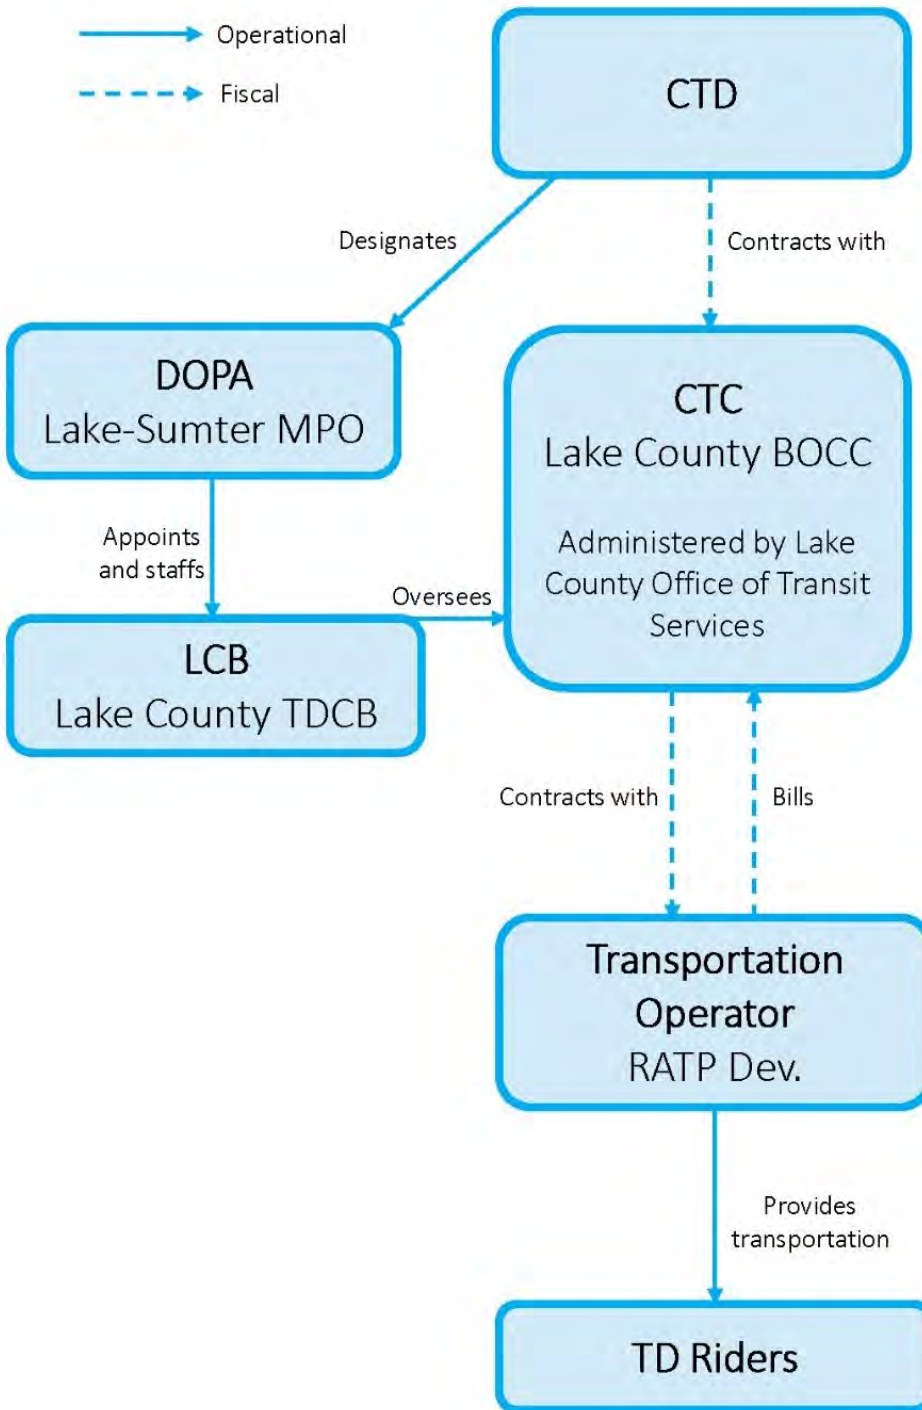 Operational
Fiscal
CTD
Designates
Contracts with
DOPA
Lake-Sumter MPO
CTC
Lake County BOCC
Administered by Lake
County Office of Transit
Services
Appoints
and staffs
Oversees
LCB
Lake County TDCB
Contracts with
Bills
Transportation
Operator
RATP Dev.
Provides
transportation
TD Riders